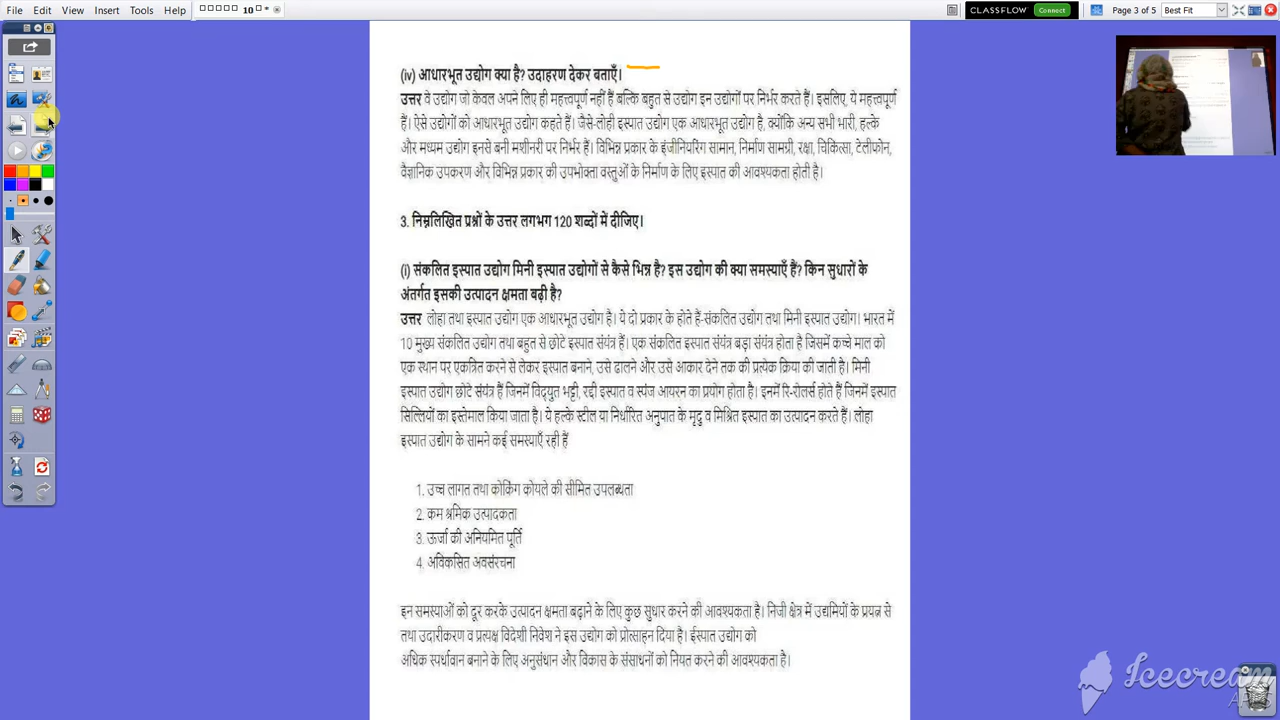 File Edit View Insert Tools Help
10 *
CLASSFLOW Connect
Page 3 of 5
Best Fit
(iv) आधारभूत उद्योग क्या है? उदाहरण देकर बताएँ।
उत्तर वे उद्योग जो केवल अपने लिए ही महत्त्वपूर्ण नहीं हैं बल्कि बहुत से उद्योग इन उद्योगों पर निर्भर करते हैं। इसलिए ये महत्त्वपूर्ण
हैं। ऐसे उद्योगों को आधारभूत उद्योग कहते हैं। जैसे-लोहा इस्पात उद्योग एक आधारभूत उद्योग है, क्योंकि अन्य सभी भारी, हल्के
और मध्यम उद्योग इनसे बनी मशीनरी पर निर्भर हैं। विभिन्न प्रकार के इंजीनियरिंग सामान, निर्माण सामग्री, रक्षा, चिकित्सा, टेलीफोन,
वैज्ञानिक उपकरण और विभिन्न प्रकार की उपभोक्ता वस्तुओं के निर्माण के लिए इस्पात की आवश्यकता होती है।
3. निम्नलिखित प्रश्नों के उत्तर लगभग 120 शब्दों में दीजिए।
(i) संकलित इस्पात उद्योग मिनी इस्पात उद्योगों से कैसे भिन्न है? इस उद्योग की क्या समस्याएँ हैं? किन सुधारों के
अंतर्गत इसकी उत्पादन क्षमता बढ़ी है?
उत्तर लोहा तथा इस्पात उद्योग एक आधारभूत उद्योग है। ये दो प्रकार के होते हैं-संकलित उद्योग तथा मिनी इस्पात उद्योग। भारत में
10 मुख्य संकलित उद्योग तथा बहुत से छोटे इस्पात संयंत्र हैं। एक संकलित इस्पात संयंत्र बड़ा संयंत्र होता है जिसमें कच्चे माल को
एक स्थान पर एकत्रित करने से लेकर इस्पात बनाने, उसे ढालने और उसे आकार देने तक की प्रत्येक क्रिया की जाती है। मिनी
इस्पात उद्योग छोटे संयंत्र हैं जिनमें विद्युत भट्टी, रद्दी इस्पात व स्पंज आयरन का प्रयोग होता है। इनमें रि-रोलर्स होते हैं जिनमें इस्पात
सिल्लियों का इस्तेमाल किया जाता है। ये हल्के स्टील या निर्धारित अनुपात के मृदु व मिश्रित इस्पात का उत्पादन करते हैं। लोहा
इस्पात उद्योग के सामने कई समस्याएँ रही हैं
1. उच्च लागत तथा कोकिंग कोयले की सीमित उपलब्धता
2. कम श्रमिक उत्पादकता
3. ऊर्जा की अनियमित पूर्ति
4. अविकसित अवसंरचना
इन समस्याओं को दूर करके उत्पादन क्षमता बढ़ाने के लिए कुछ सुधार करने की आवश्यकता है। निजी क्षेत्र में उद्यमियों के प्रयत्न से
तथा उदारीकरण व प्रत्यक्ष विदेशी निवेश ने इस उद्योग को प्रोत्साहन दिया है। ईस्पात उद्योग को
अधिक स्पर्धावान बनाने के लिए अनुसंधान और विकास के संसाधनों को नियत करने की आवश्यकता है।
Icecream